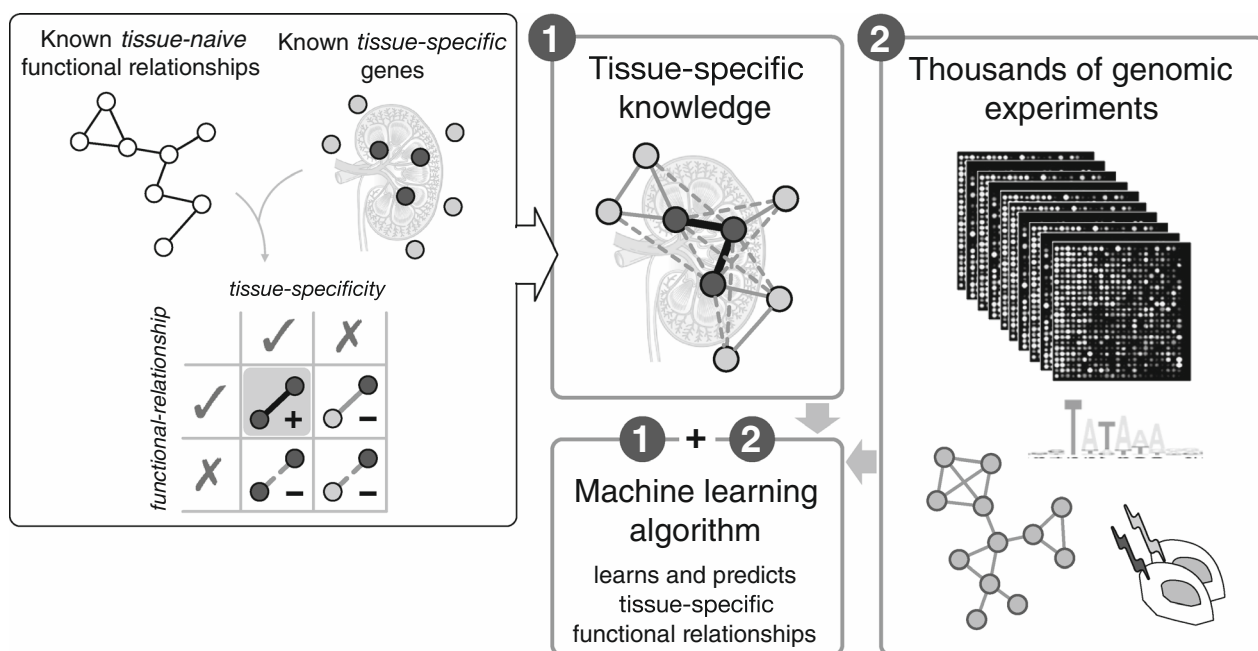 Known tissue-naive
functional relationships
Known tissue-specific
genes
tissue-specificity
functional-relationship
✓ ✗
✓ + −
✗ − −
1
Tissue-specific
knowledge
2
Thousands of genomic
experiments
TATAAA
1 + 2
Machine learning
algorithm
learns and predicts
tissue-specific
functional relationships